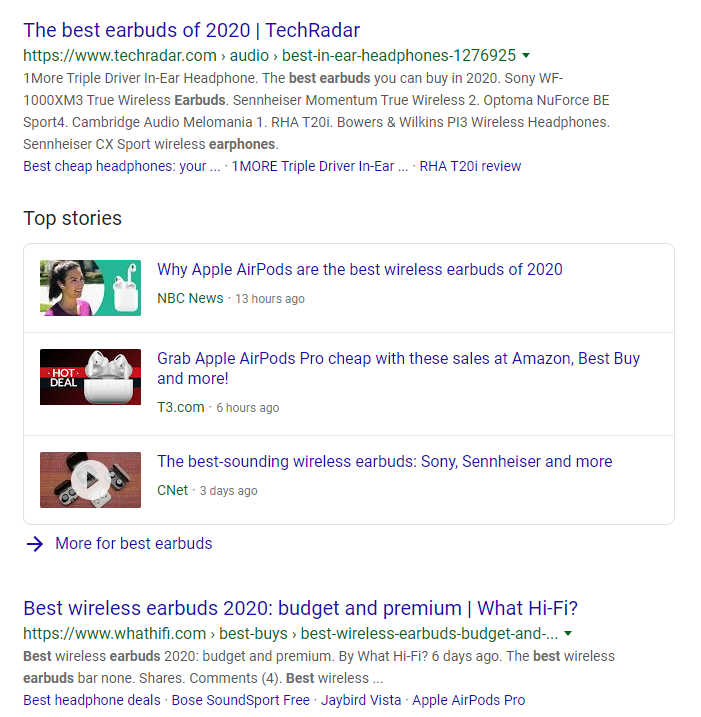 The best earbuds of 2020 | TechRadar
https://www.techradar.com › audio › best-in-ear-headphones-1276925
1More Triple Driver In-Ear Headphone. The best earbuds you can buy in 2020. Sony WF-
1000XM3 True Wireless Earbuds. Sennheiser Momentum True Wireless 2. Optoma NuForce BE
Sport4. Cambridge Audio Melomania 1. RHA T20i. Bowers & Wilkins PI3 Wireless Headphones.
Sennheiser CX Sport wireless earphones.
Best cheap headphones: your ... · 1MORE Triple Driver In-Ear ... · RHA T20i review
Top stories
Why Apple AirPods are the best wireless earbuds of 2020
NBC News · 13 hours ago
· HOT ·
DEAL
Grab Apple AirPods Pro cheap with these sales at Amazon, Best Buy
and more!
T3.com · 6 hours ago
The best-sounding wireless earbuds: Sony, Sennheiser and more
CNet · 3 days ago
More for best earbuds
Best wireless earbuds 2020: budget and premium | What Hi-Fi?
https://www.whathifi.com › best-buys › best-wireless-earbuds-budget-and-...
Best wireless earbuds 2020: budget and premium. By What Hi-Fi? 6 days ago. The best wireless
earbuds bar none. Shares. Comments (4). Best wireless ...
Best headphone deals · Bose SoundSport Free · Jaybird Vista · Apple AirPods Pro